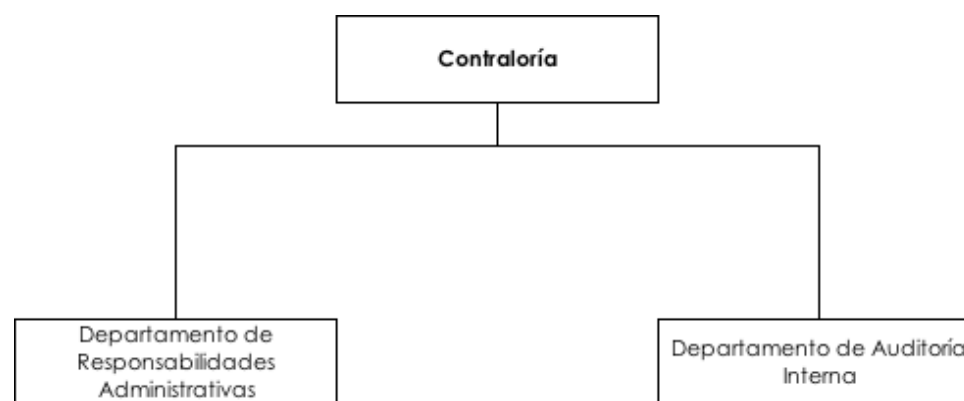 Contraloría
Departamento de
Responsabilidades
Administrativas
Departamento de Auditoría
Interna